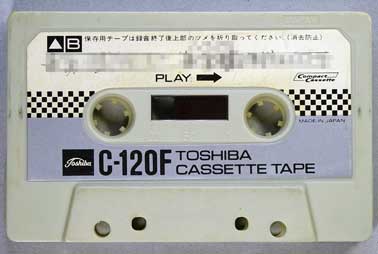 ▲B 保存用テープは録音終了後上部のツメを折り取ってください。(消去防止)
PLAY →
Compact Cassette
MADE IN JAPAN
Toshiba
C-120F TOSHIBA
CASSETTE TAPE